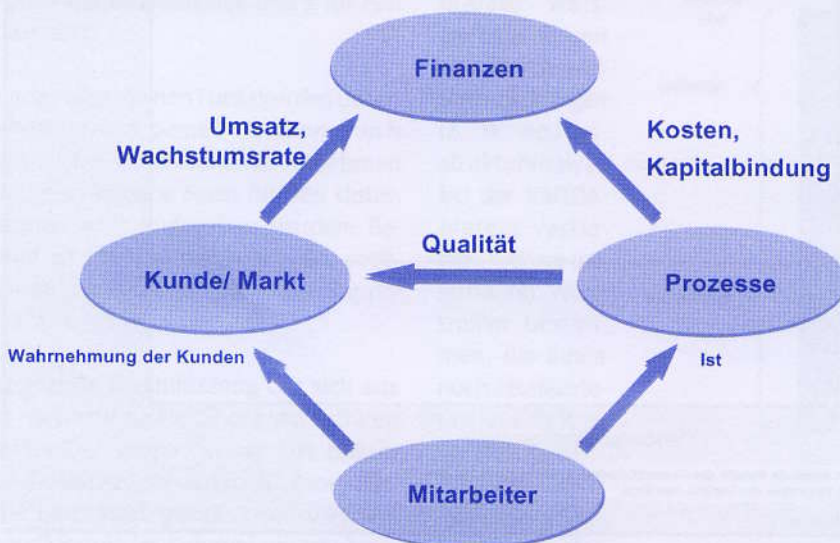 Finanzen
Umsatz,
Wachstumsrate
Kosten,
Kapitalbindung
Qualität
Kunde/ Markt
Prozesse
Wahrnehmung der Kunden
Ist
Mitarbeiter